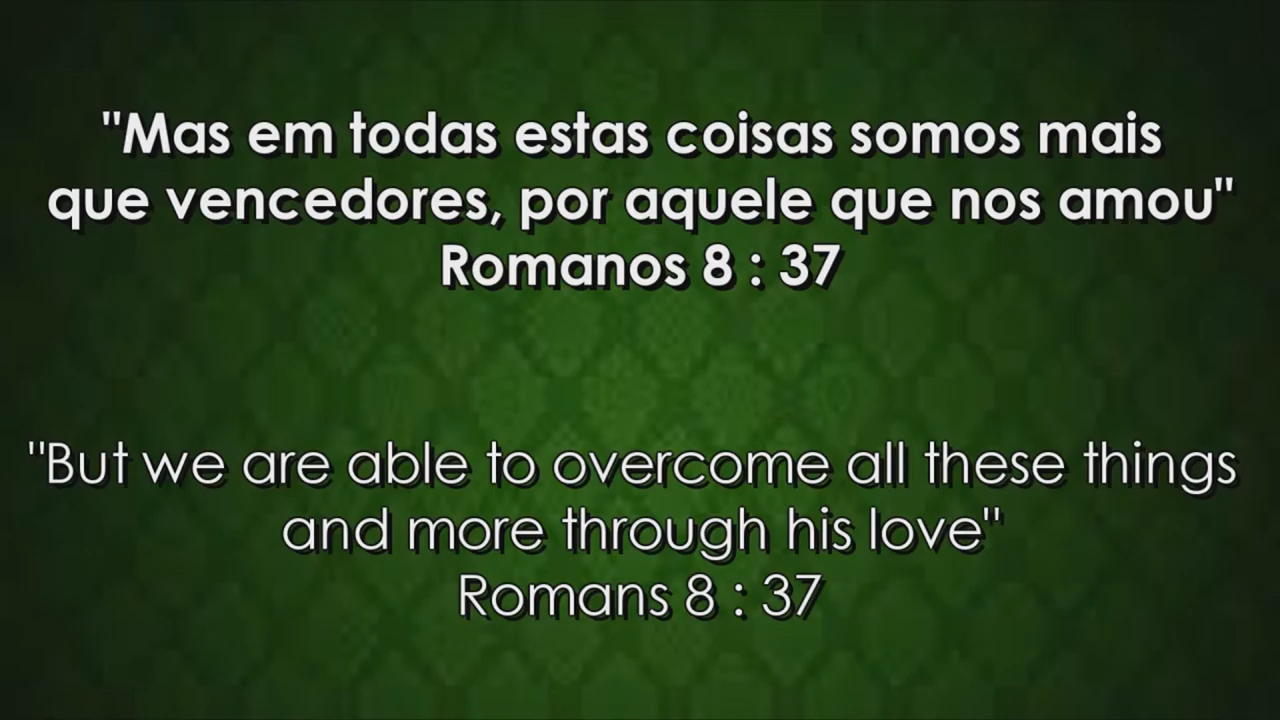 "Mas em todas estas coisas somos mais
que vencedores, por aquele que nos amou"
Romanos 8 : 37
"But we are able to overcome all these things
and more through his love"
Romans 8 : 37